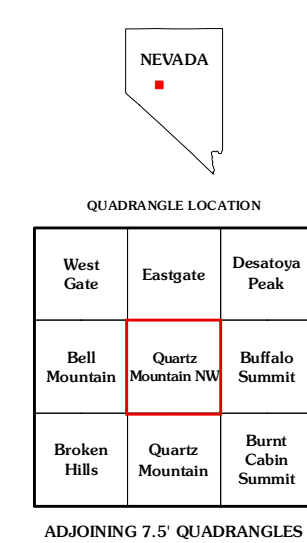 NEVADA
QUADRANGLE LOCATION
West
Gate
Eastgate
Desatoya
Peak
Bell
Mountain
Quartz
Mountain NW
Buffalo
Summit
Broken
Hills
Quartz
Mountain
Burnt
Cabin
Summit
ADJOINING 7.5' QUADRANGLES